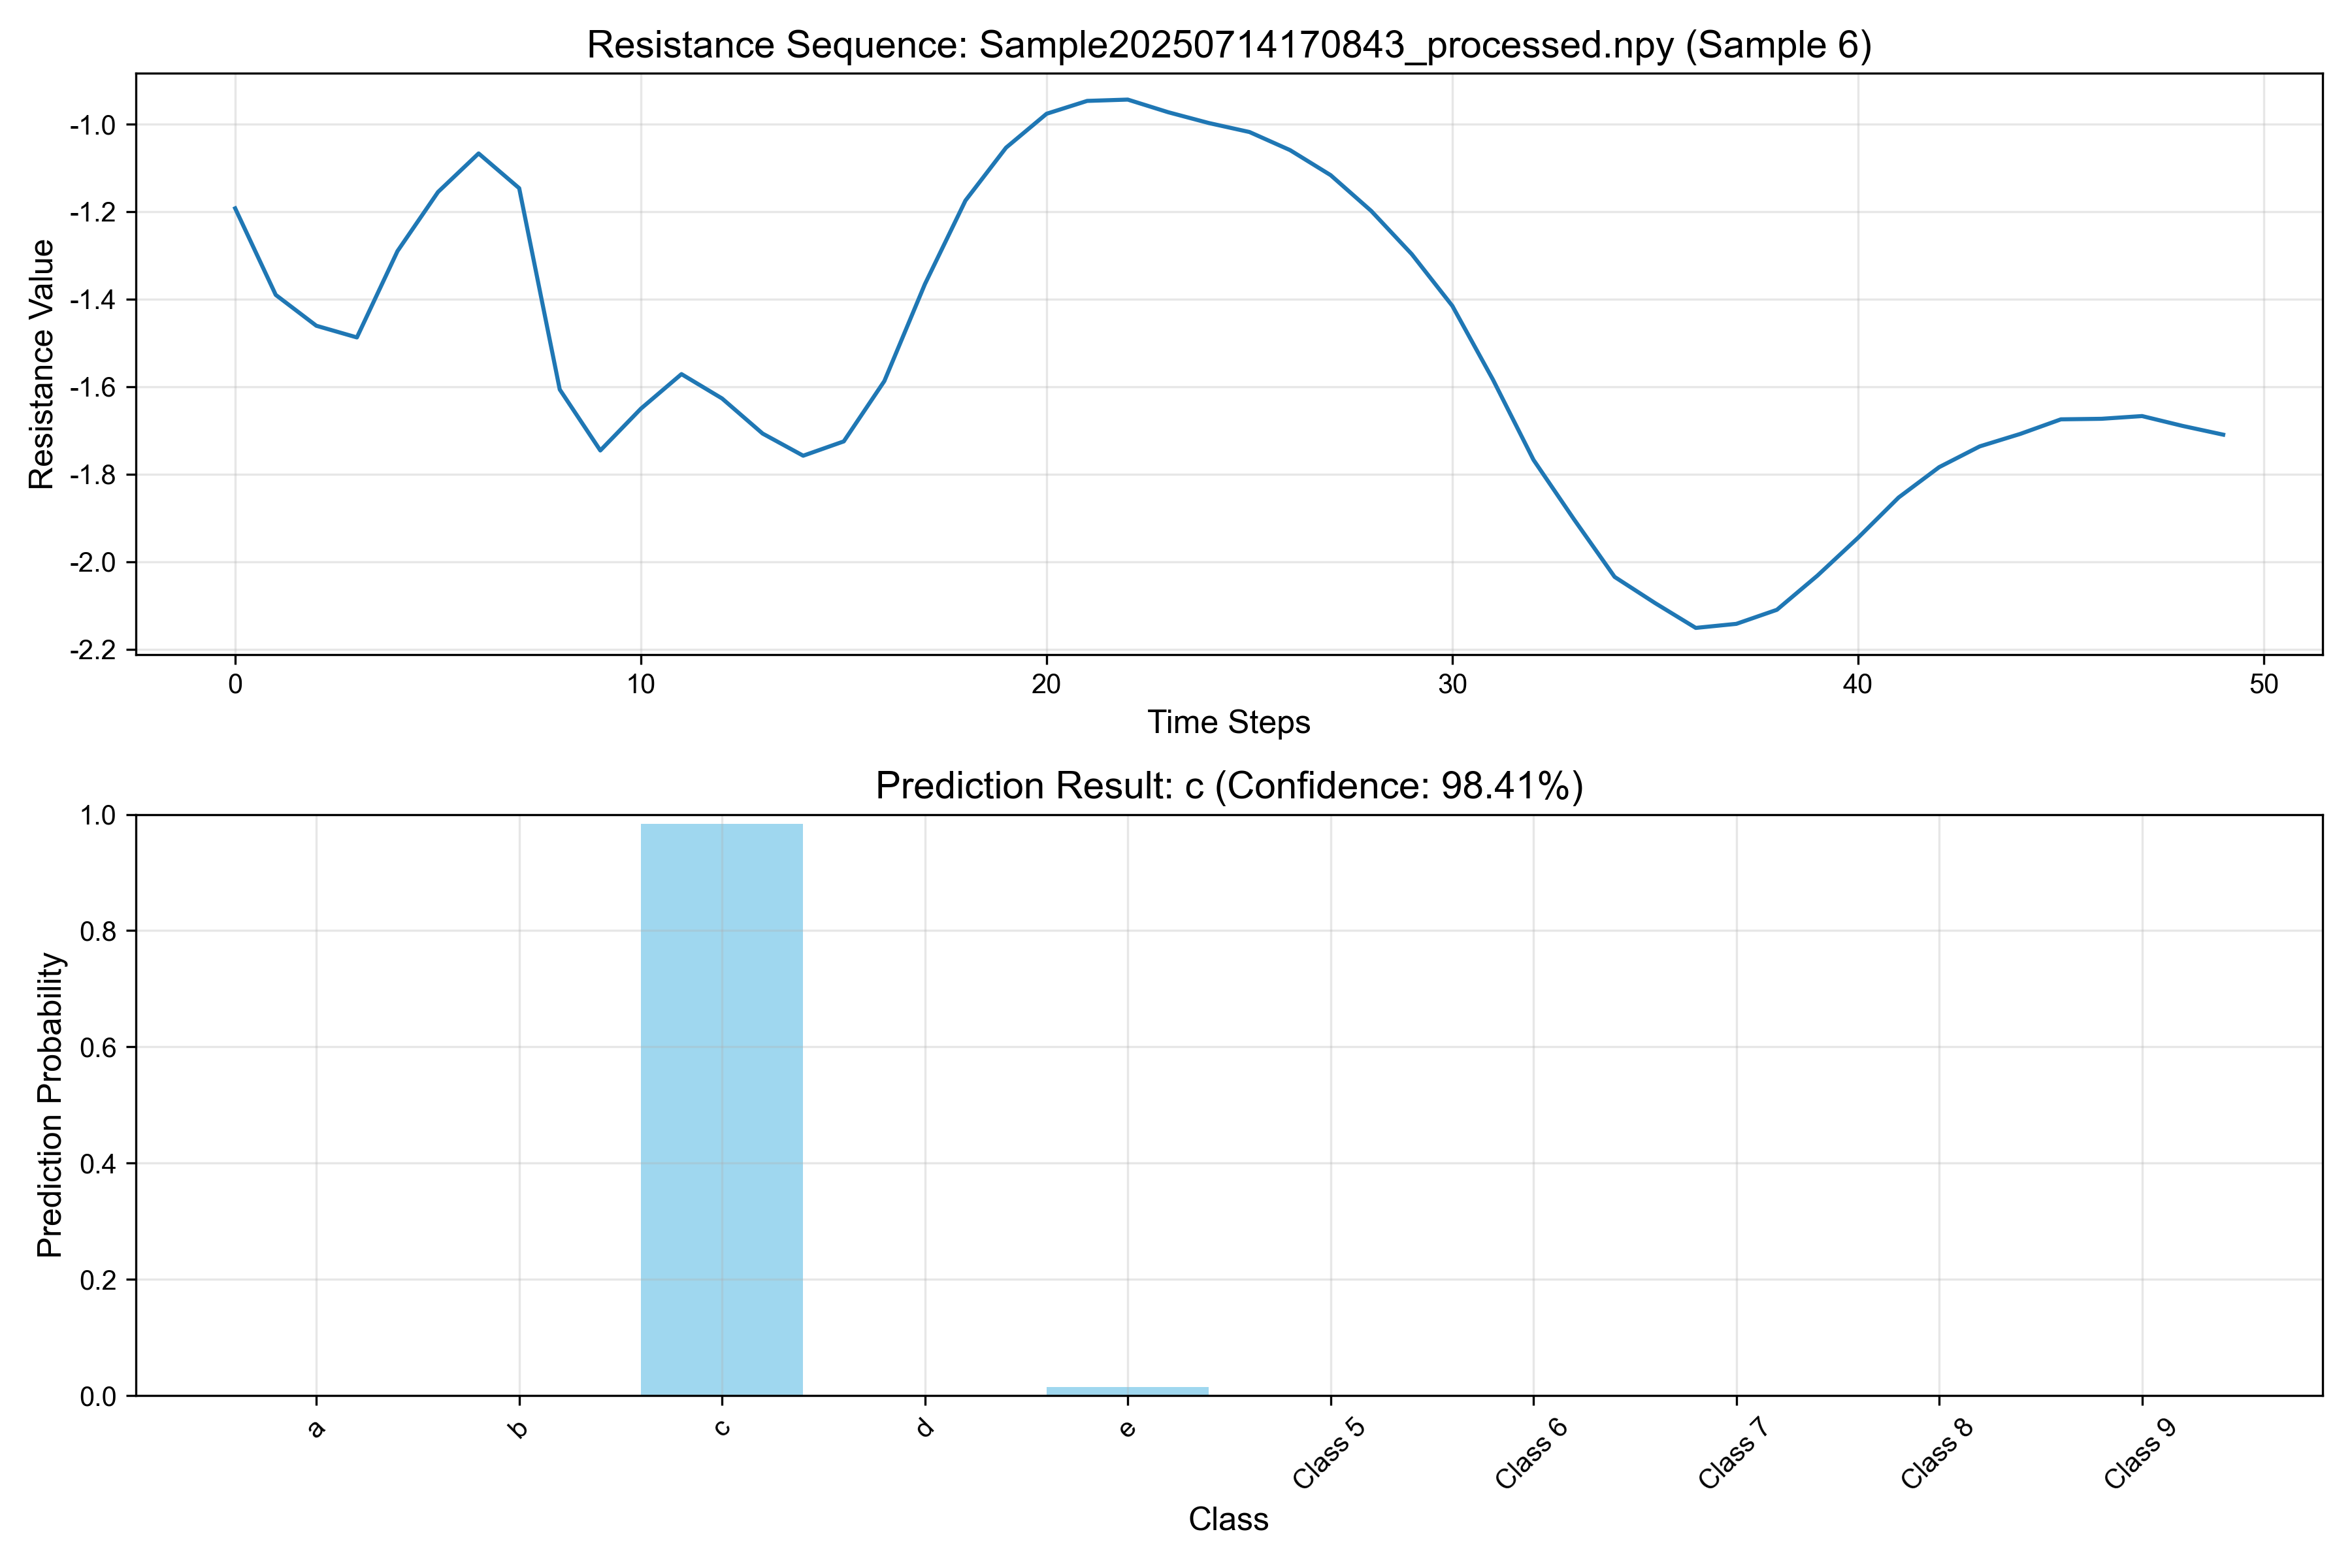 Resistance Sequence: Sample20250714170843_processed.npy (Sample 6)
Resistance Value
-1.0
-1.2
-1.4
-1.6
-1.8
-2.0
-2.2
0 10 20 30 40 50
Time Steps
Prediction Result: c (Confidence: 98.41%)
Prediction Probability
1.0
0.8
0.6
0.4
0.2
0.0
a b c d e Class 5 Class 6 Class 7 Class 8 Class 9
Class